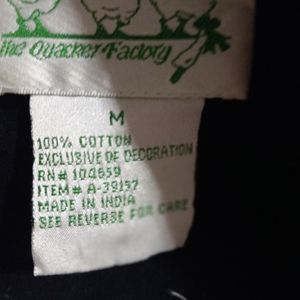 The Quacker Factory
M
100% COTTON
EXCLUSIVE OF DECORATION
RN# 104659
ITEM# A-39157
MADE IN INDIA
SEE REVERSE FOR CARE